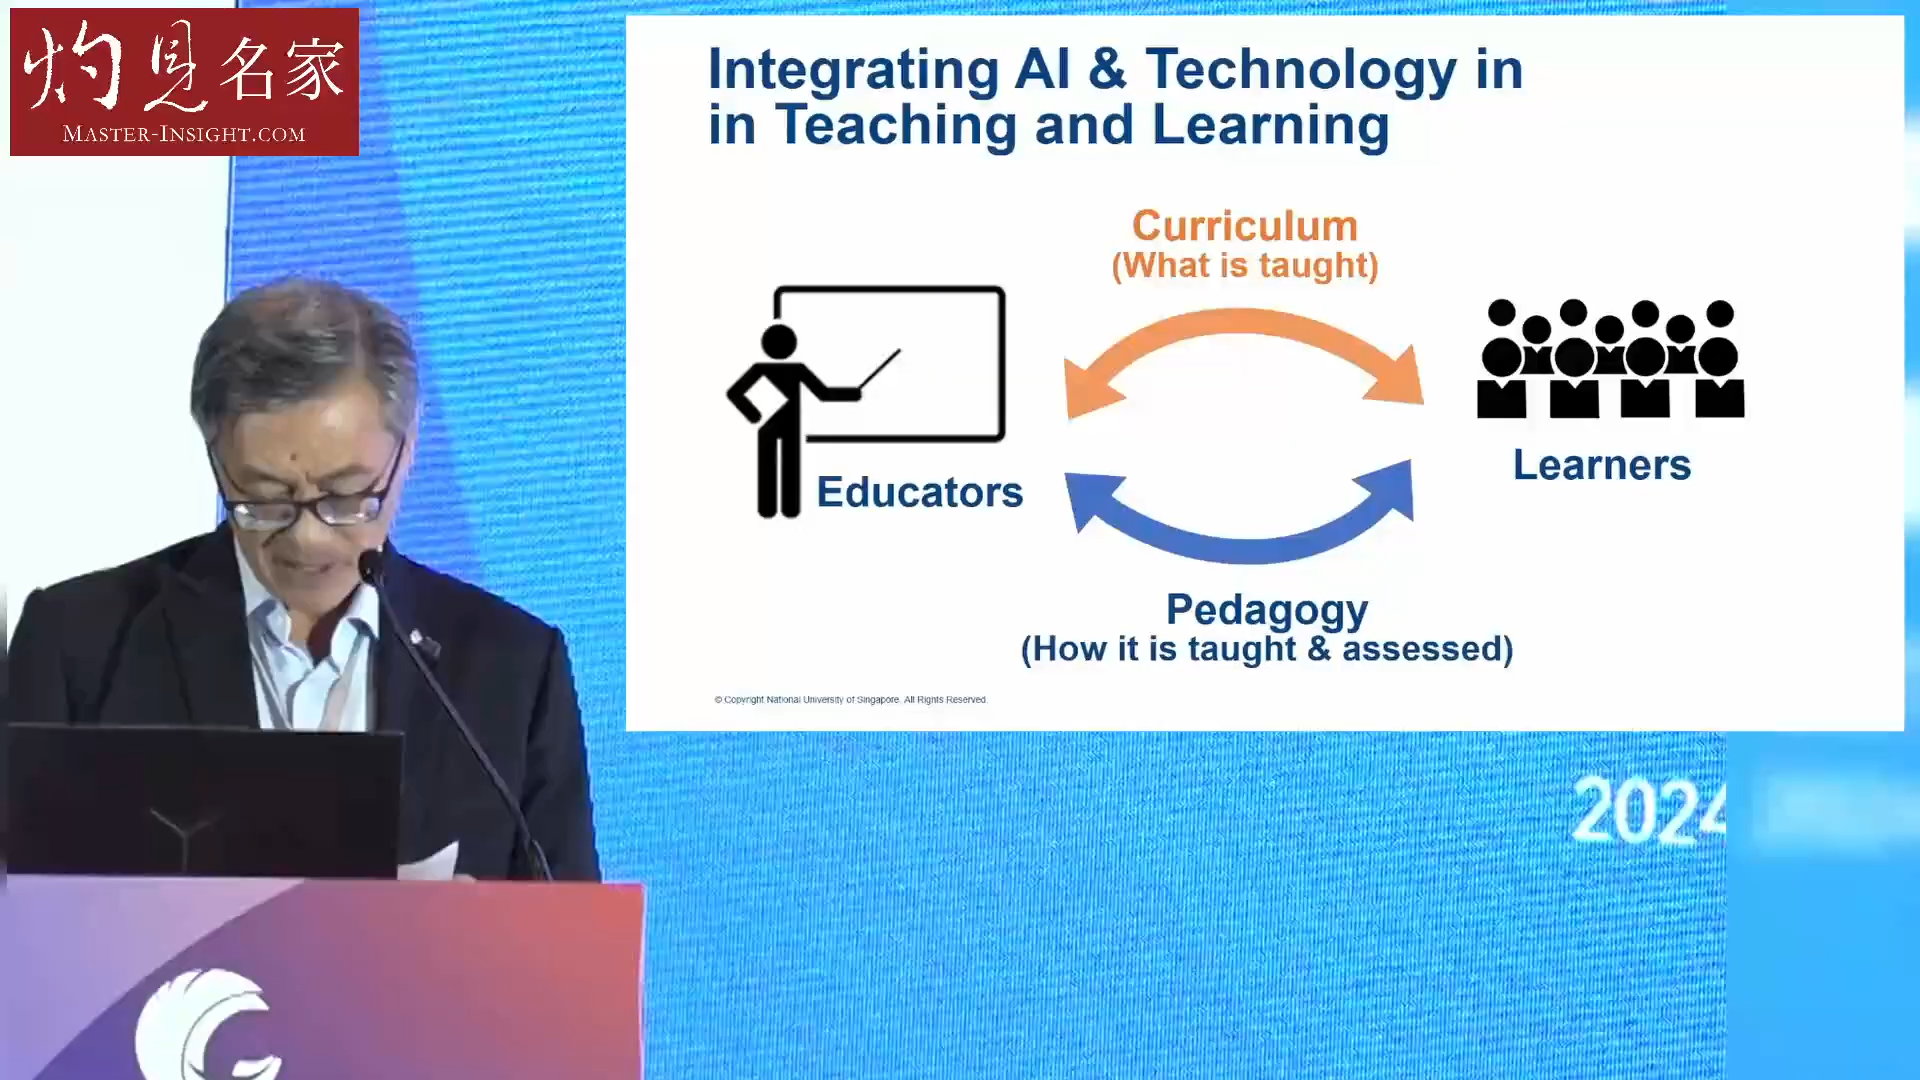 灼見名家
MASTER-INSIGHT.COM
Integrating AI & Technology in
in Teaching and Learning
Curriculum
(What is taught)
Educators
Learners
Pedagogy
(How it is taught & assessed)
© Copyright National University of Singapore. All Rights Reserved.
2024